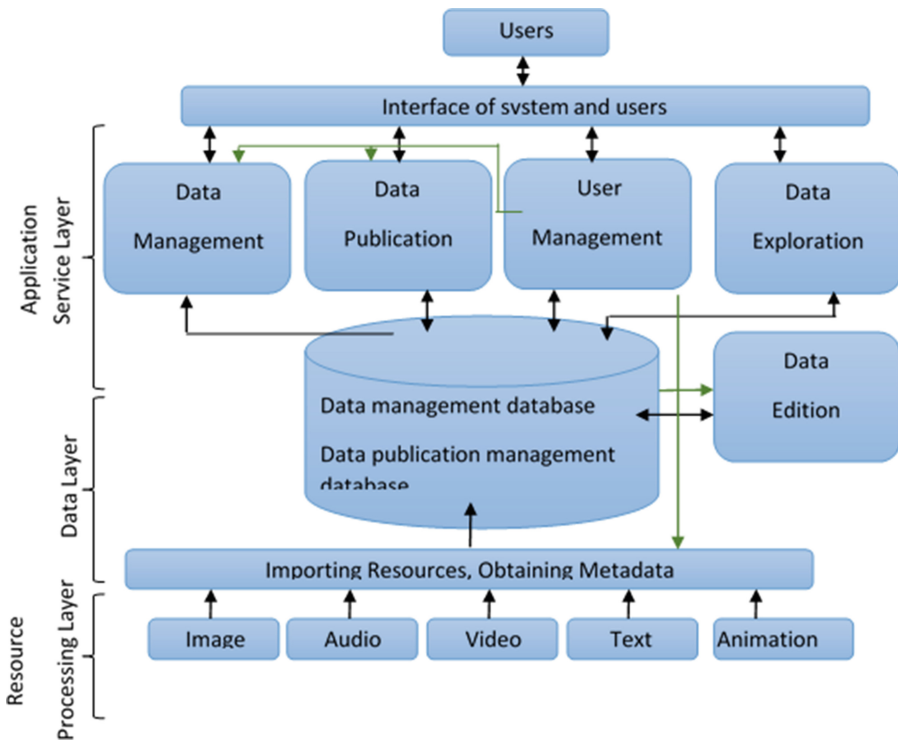 Users
Interface of system and users
Data
Management
Data
Publication
User
Management
Data
Exploration
Application
Service Layer
Data management database
Data publication management
database
Data
Edition
Data Layer
Importing Resources, Obtaining Metadata
Image
Audio
Video
Text
Animation
Resource
Processing Layer